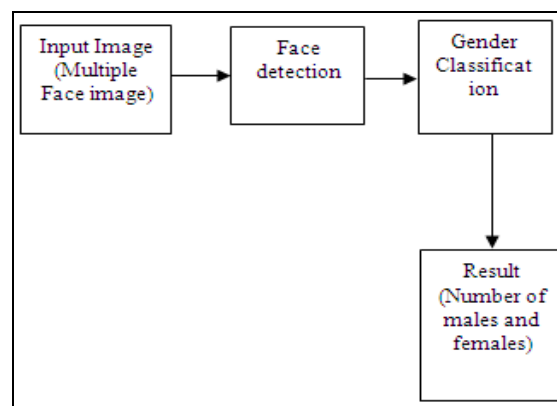 Input Image
(Multiple
Face image)
Face
detection
Gender
Classificat
ion
Result
(Number of
males and
females)